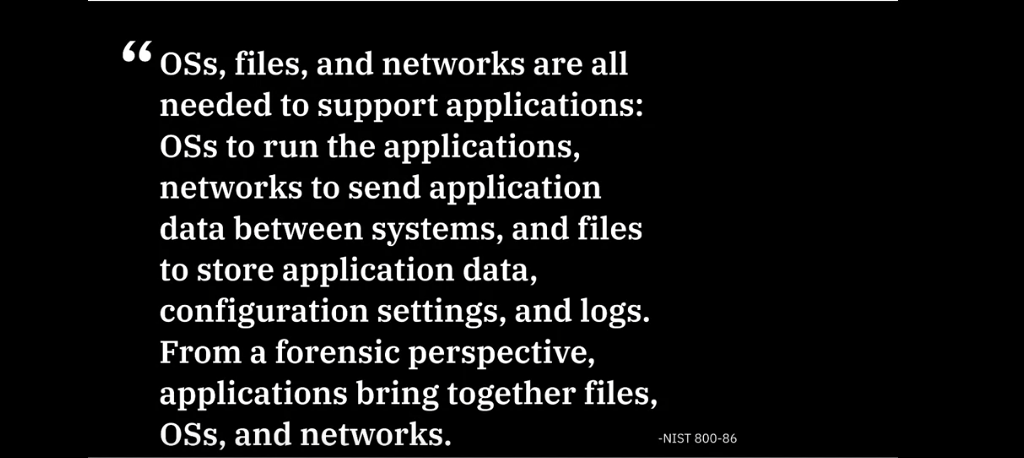 “ OSs, files, and networks are all
needed to support applications:
OSs to run the applications,
networks to send application
data between systems, and files
to store application data,
configuration settings, and logs.
From a forensic perspective,
applications bring together files,
OSs, and networks.
-NIST 800-86